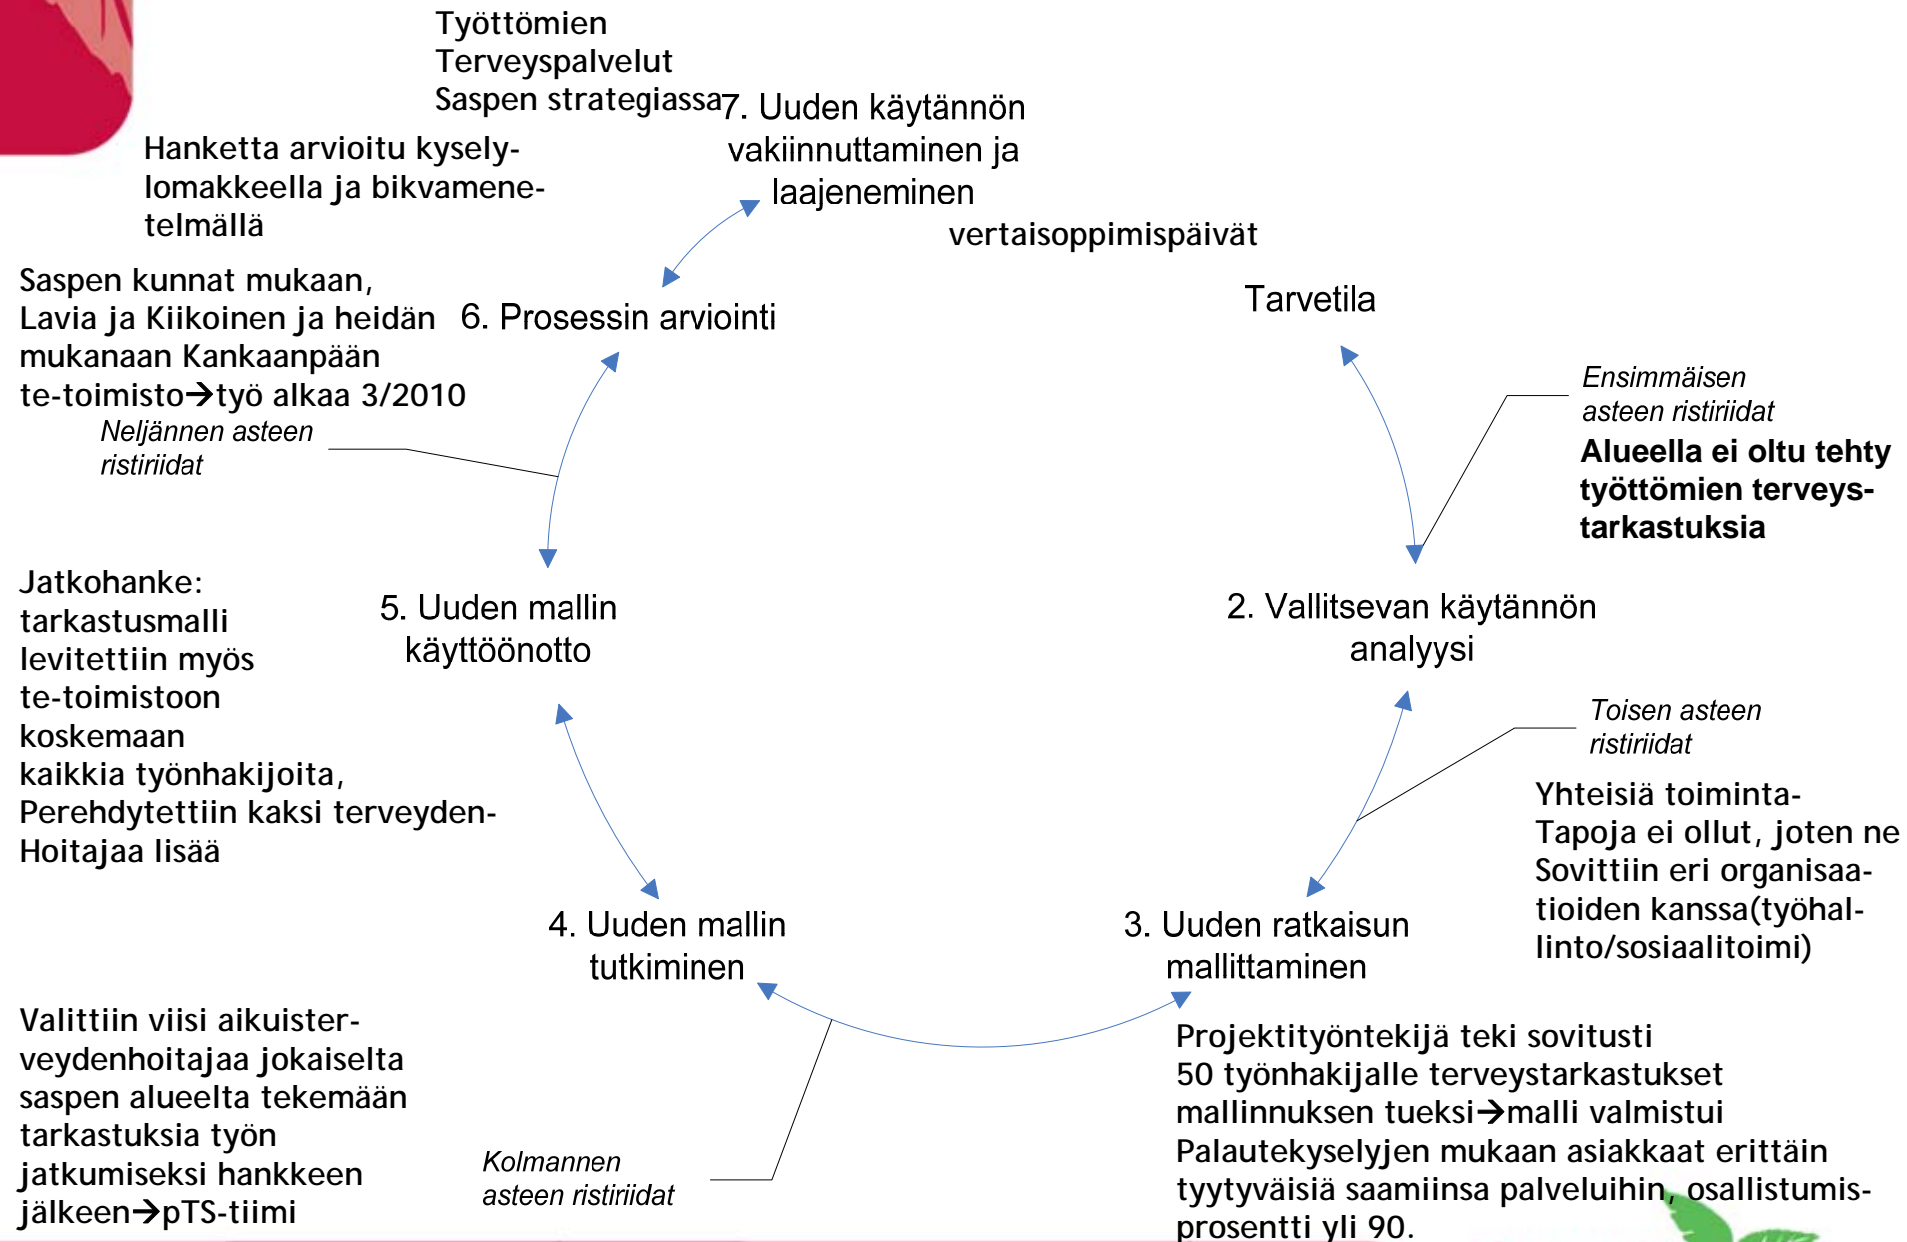 Työttömien
Terveyspalvelut
Saspen strategiassa
7. Uuden käytännön
vakiinnuttaminen ja
laajeneminen
vertaisoppimispäivät
Hanketta arvioitu kysely-
lomakkeella ja bikvamene-
telmällä
Saspen kunnat mukaan,
Lavia ja Kiikoinen ja heidän
mukanaan Kankaanpään
te-toimisto→työ alkaa 3/2010
6. Prosessin arviointi
Tarvetila
Neljännen asteen
ristiriidat
Ensimmäisen
asteen ristiriidat
Alueella ei oltu tehty
työttömien terveys-
tarkastuksia
Jatkohanke:
tarkastusmalli
levitettiin myös
te-toimistoon
koskemaan
kaikkia työnhakijoita,
Perehdytettiin kaksi terveyden-
Hoitajaa lisää
5. Uuden mallin
käyttöönotto
2. Vallitsevan käytännön
analyysi
Toisen asteen
ristiriidat
Yhteisiä toiminta-
Tapoja ei ollut, joten ne
Sovittiin eri organisaa-
tioiden kanssa(työhal-
linto/sosiaalitoimi)
4. Uuden mallin
tutkiminen
3. Uuden ratkaisun
mallittaminen
Valittiin viisi aikuister-
veydenhoitajaa jokaiselta
saspen alueelta tekemään
tarkastuksia työn
jatkumiseksi hankkeen
jälkeen→pTS-tiimi
Kolmannen
asteen ristiriidat
Projektityöntekijä teki sovitusti
50 työnhakijalle terveystarkastukset
mallinnuksen tueksi→malli valmistui
Palautekyselyjen mukaan asiakkaat erittäin
tyytyväisiä saamiinsa palveluihin, osallistumis-
prosentti yli 90.